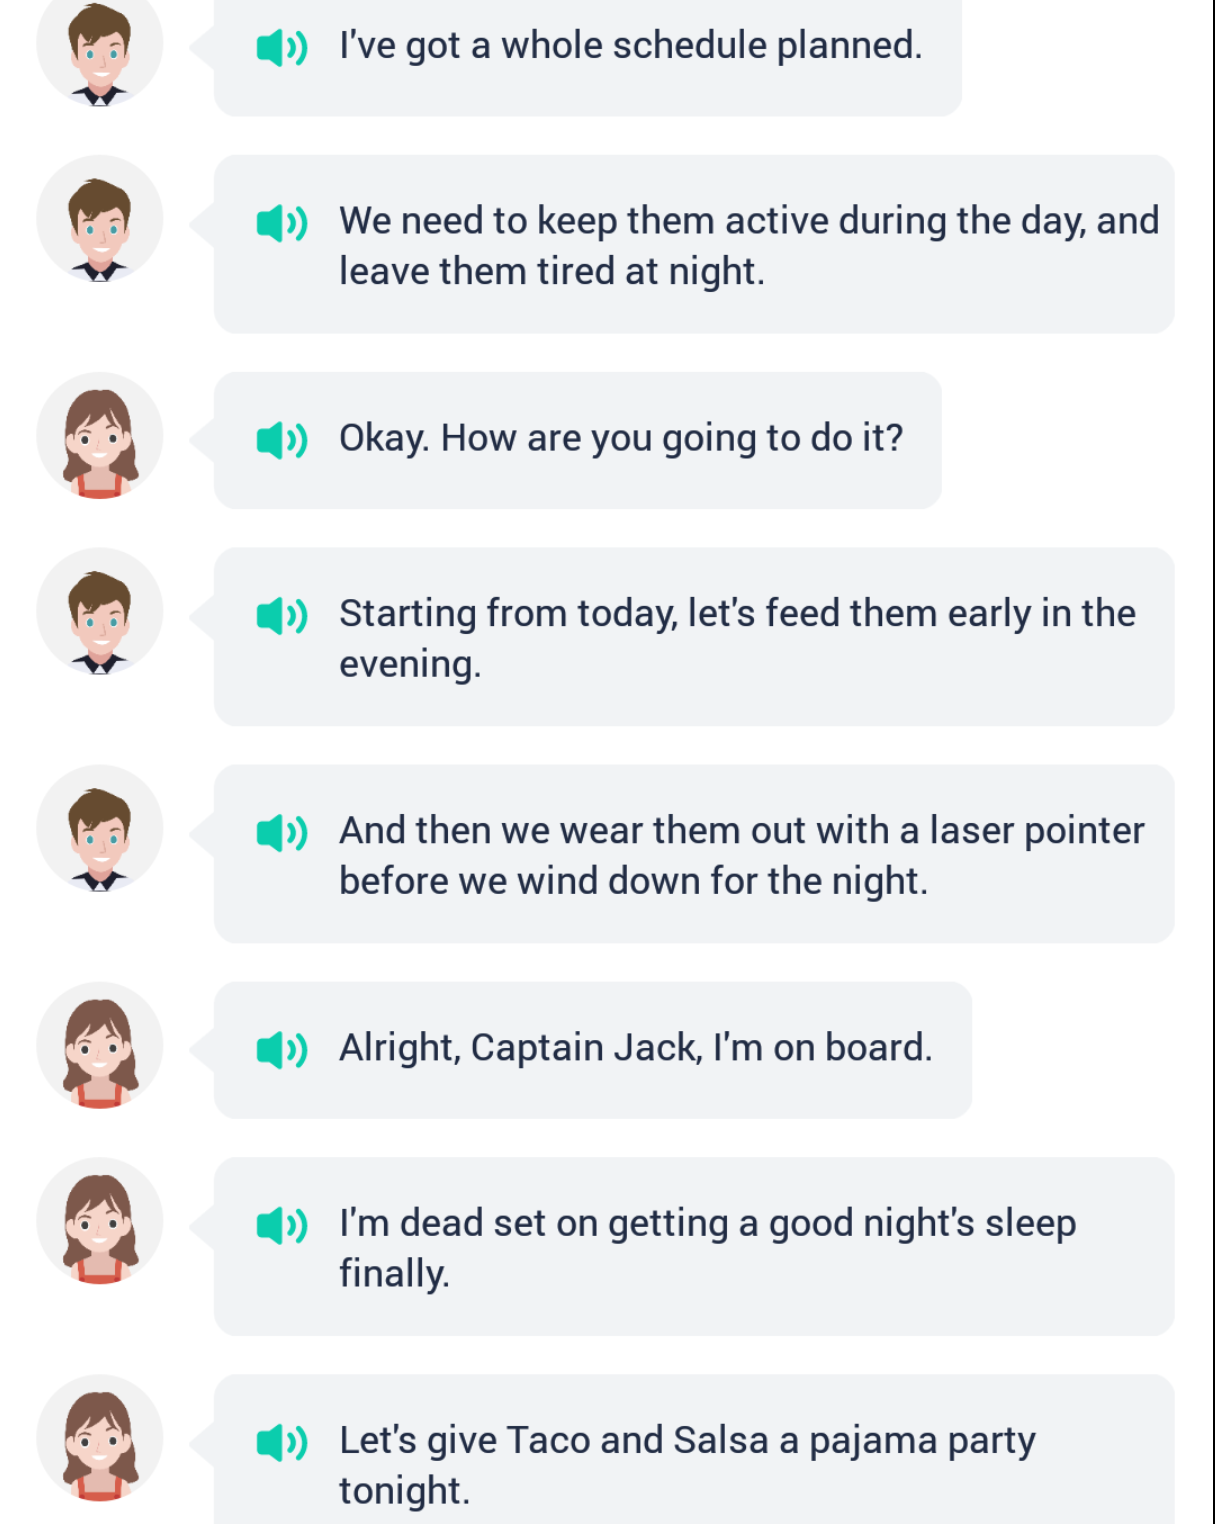 I've got a whole schedule planned.
We need to keep them active during the day, and
leave them tired at night.
Okay. How are you going to do it?
Starting from today, let's feed them early in the
evening.
And then we wear them out with a laser pointer
before we wind down for the night.
Alright, Captain Jack, I'm on board.
I'm dead set on getting a good night's sleep
finally.
Let's give Taco and Salsa a pajama party
tonight.